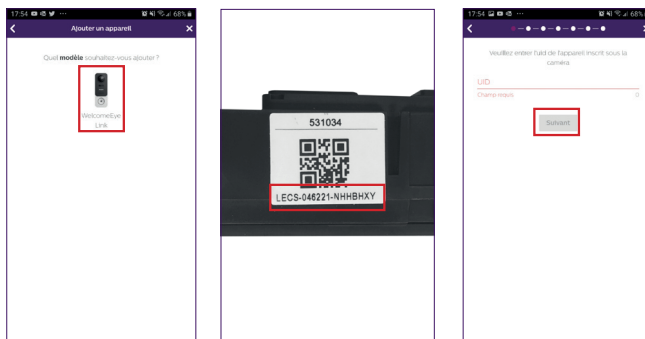 17:54 68%
Ajouter un appareil
Quel modèle souhaitez-vous ajouter ?
WelcomeEye
Link
531034
LECS-046221-NHHBHXY
17:54 68%
Veuillez entrer l'uid de l'appareil inscrit sous la
caméra.
UID
Champ requis 0
Suivant